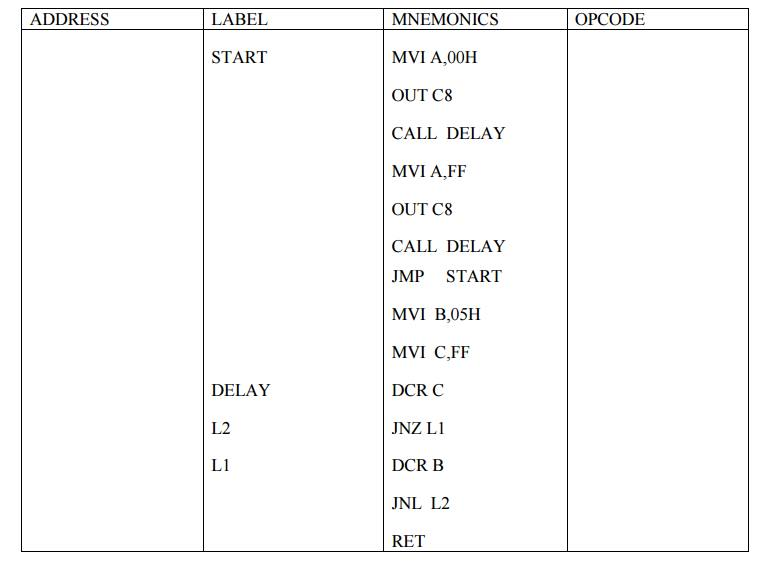 ADDRESS LABEL MNEMONICS OPCODE
START MVI A,00H
OUT C8
CALL DELAY
MVI A,FF
OUT C8
CALL DELAY
JMP START
MVI B,05H
MVI C,FF
DELAY DCR C
L2 JNZ L1
L1 DCR B
JNL L2
RET